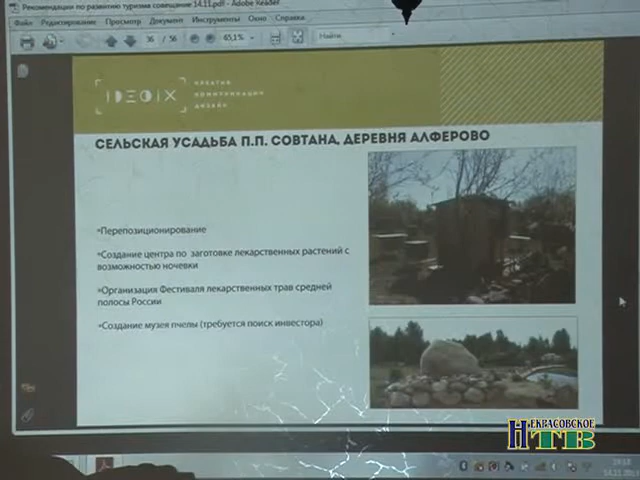 Рекомендации по развитию туризма совещание 14.11.pdf - Adobe Reader
Файл Редактирование Просмотр Документ Инструменты Окно Справка
36 / 56 65,1% Найти
IDEOIX
КРЕАТИВ
КОММУНИКАЦИИ
ДИЗАЙН
СЕЛЬСКАЯ УСАДЬБА П.П. СОВТАНА, ДЕРЕВНЯ АЛФЕРОВО
Перепозиционирование
Создание центра по заготовке лекарственных растений с
возможностью ночевки
Организация Фестиваля лекарственных трав средней
полосы России
Создание музея пчелы (требуется поиск инвестора)
НЕКРАСОВСКОЕ
ТВ